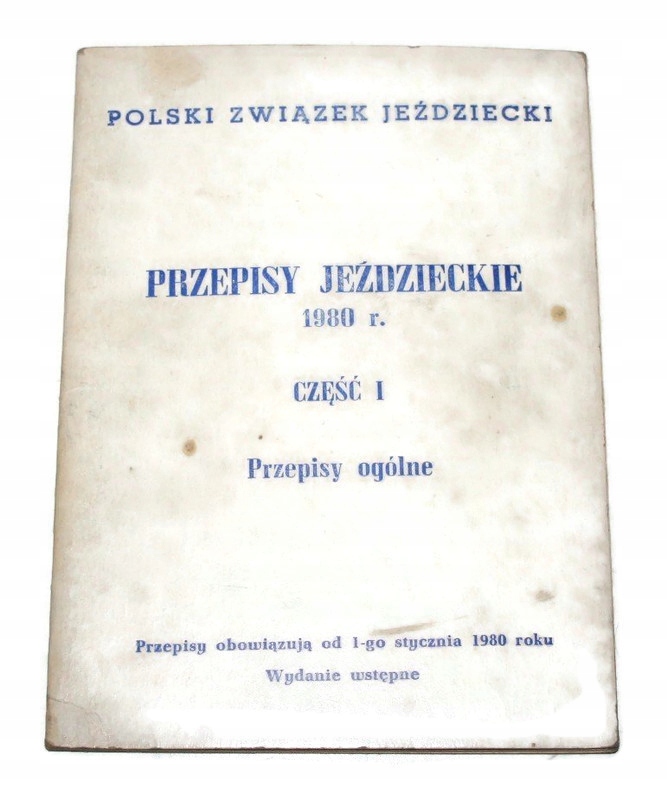 POLSKI ZWIĄZEK JEŹDZIECKI
PRZEPISY JEŹDZIECKIE
1980 r.
CZĘŚĆ I
Przepisy ogólne
Przepisy obowiązują od 1-go stycznia 1980 roku
Wydanie wstępne